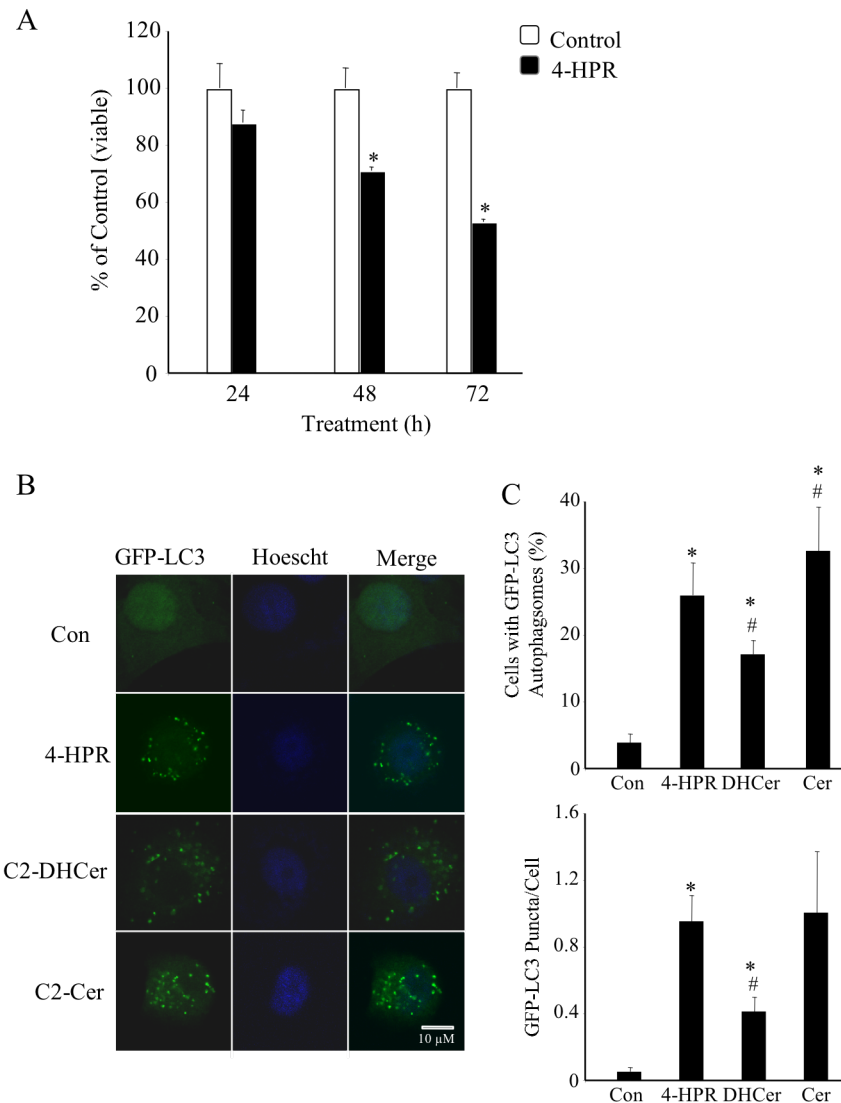 A
120
100
80
60
40
20
0
% of Control (viable)
*
*
24 48 72
Treatment (h)
Control
4-HPR
B
GFP-LC3 Hoescht Merge
Con
4-HPR
C2-DHCer
C2-Cer
10 µM
C
40
30
20
10
0
Cells with GFP-LC3
Autophagsomes (%)
*
*
#
*
#
Con 4-HPR DHCer Cer
1.6
1.2
0.8
0.4
0
GFP-LC3 Puncta/Cell
*
*
#
Con 4-HPR DHCer Cer